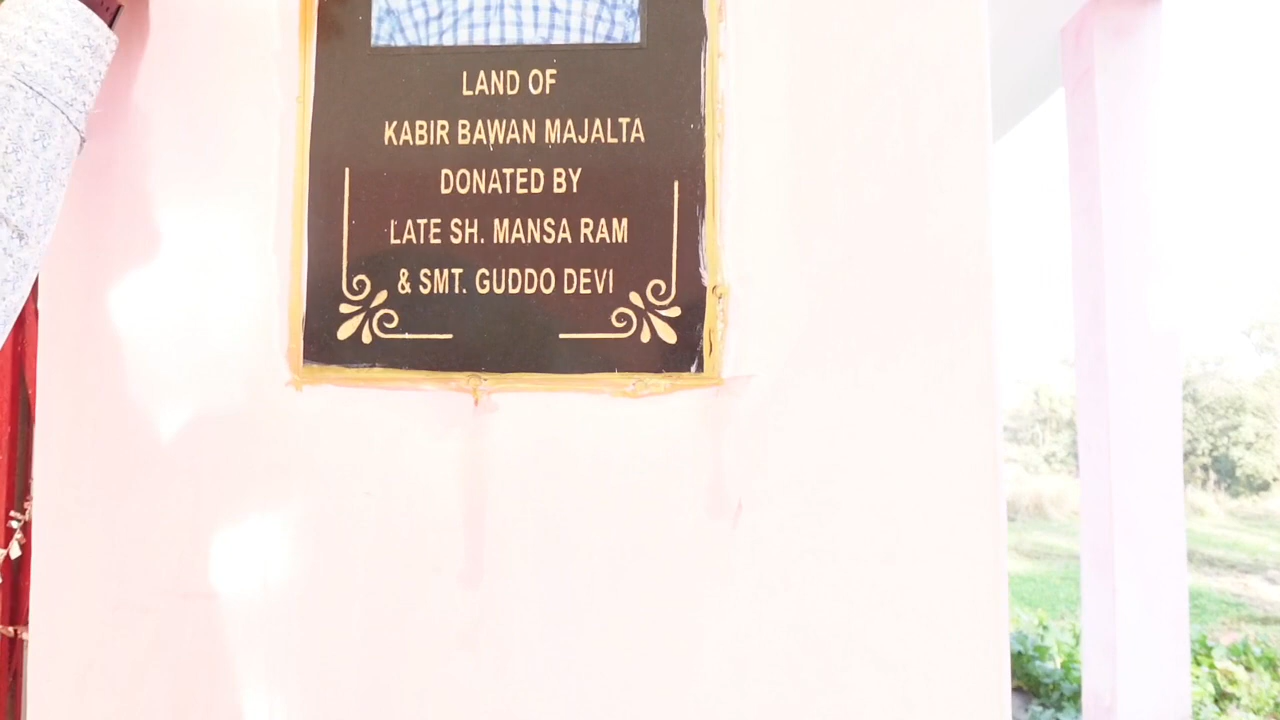 LAND OF
KABIR BAWAN MAJALTA
DONATED BY
LATE SH. MANSA RAM
& SMT. GUDDO DEVI